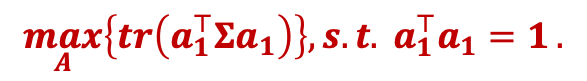 max{tr(a₁ᵀΣa₁)}, s.t. a₁ᵀa₁ = 1.
A